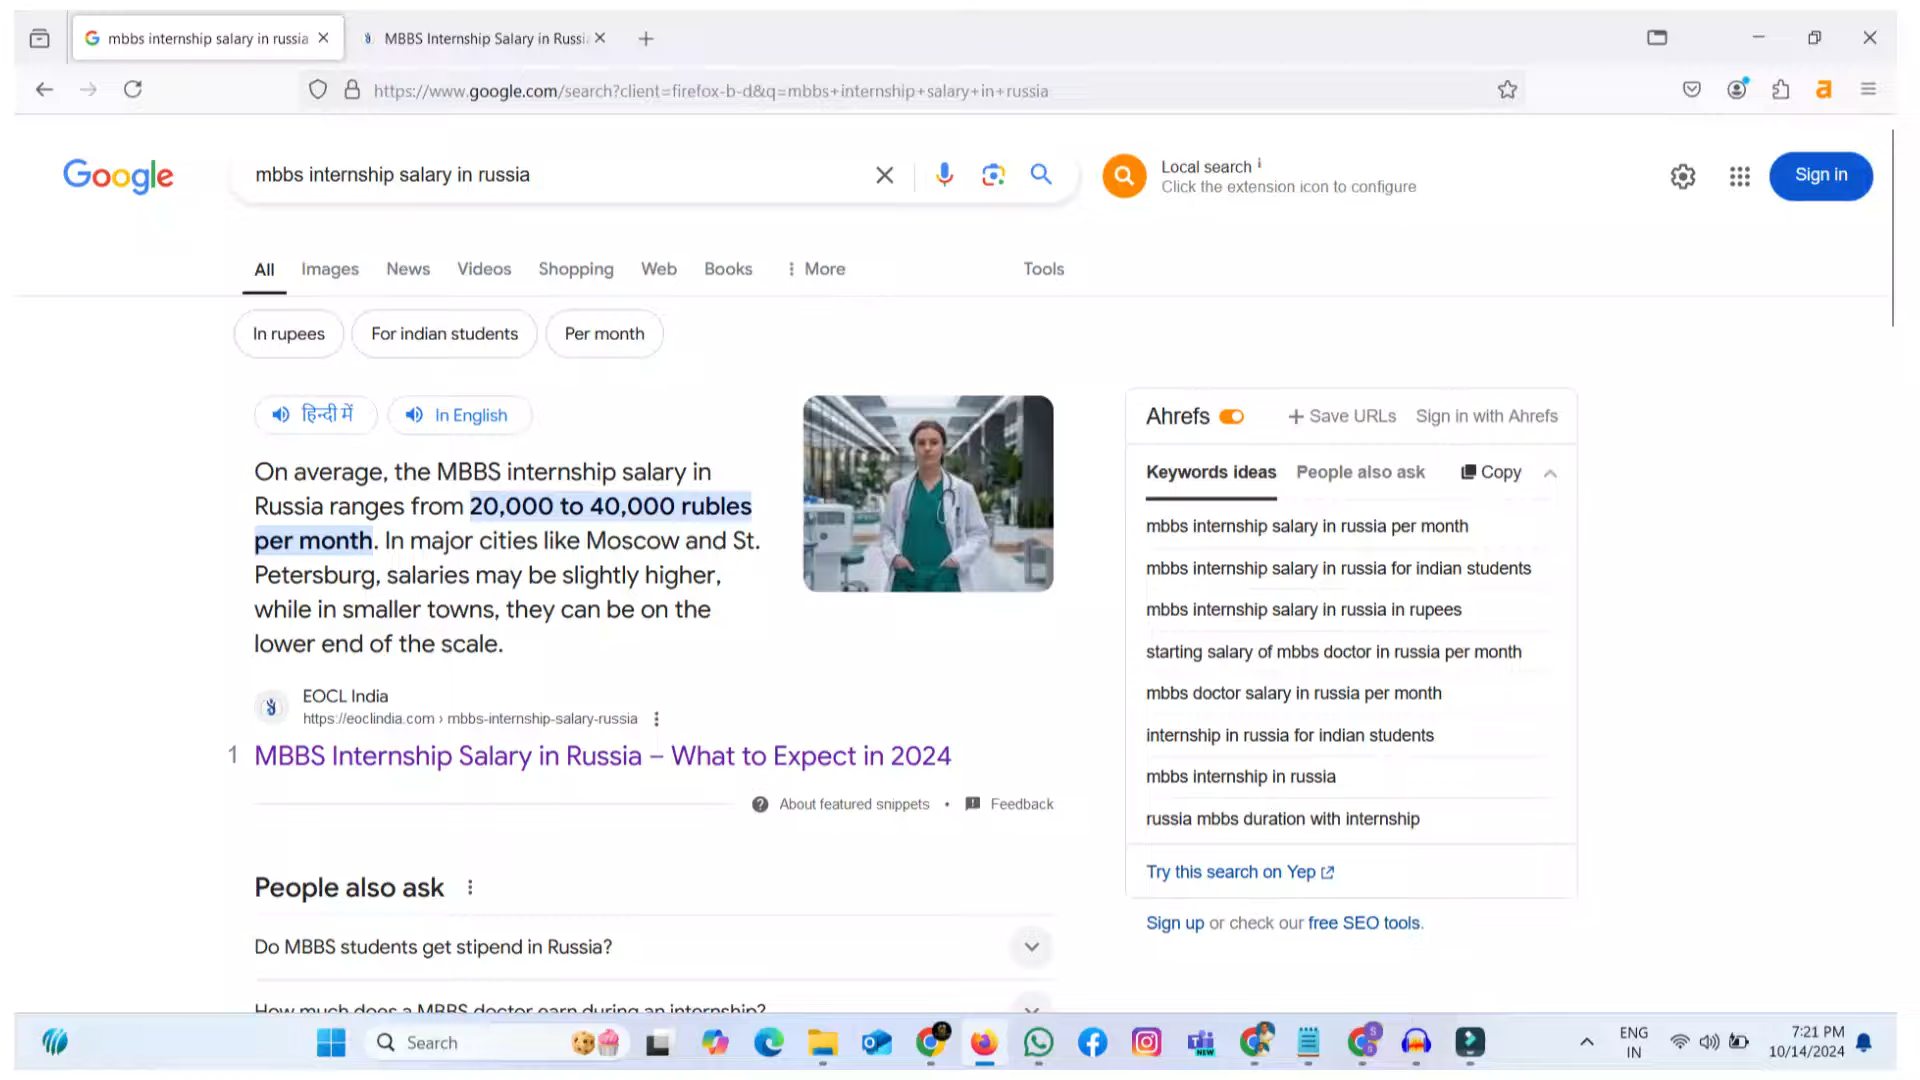 mbbs internship salary in russia
MBBS Internship Salary in Russi
https://www.google.com/search?client=firefox-b-d&q=mbbs+internship+salary+in+russia
Google
mbbs internship salary in russia
Local search i
Click the extension icon to configure
Sign in
All Images News Videos Shopping Web Books More Tools
In rupees For indian students Per month
हिन्दी में In English
On average, the MBBS internship salary in
Russia ranges from 20,000 to 40,000 rubles
per month. In major cities like Moscow and St.
Petersburg, salaries may be slightly higher,
while in smaller towns, they can be on the
lower end of the scale.
EOCL India
https://eoclindia.com › mbbs-internship-salary-russia
1 MBBS Internship Salary in Russia – What to Expect in 2024
About featured snippets • Feedback
People also ask
Do MBBS students get stipend in Russia?
How much does a MBBS doctor earn during an internship?
Ahrefs + Save URLs Sign in with Ahrefs
Keywords ideas People also ask Copy
mbbs internship salary in russia per month
mbbs internship salary in russia for indian students
mbbs internship salary in russia in rupees
starting salary of mbbs doctor in russia per month
mbbs doctor salary in russia per month
internship in russia for indian students
mbbs internship in russia
russia mbbs duration with internship
Try this search on Yep
Sign up or check our free SEO tools.
Search
NEW
S
S
ENG
IN
7:21 PM
10/14/2024